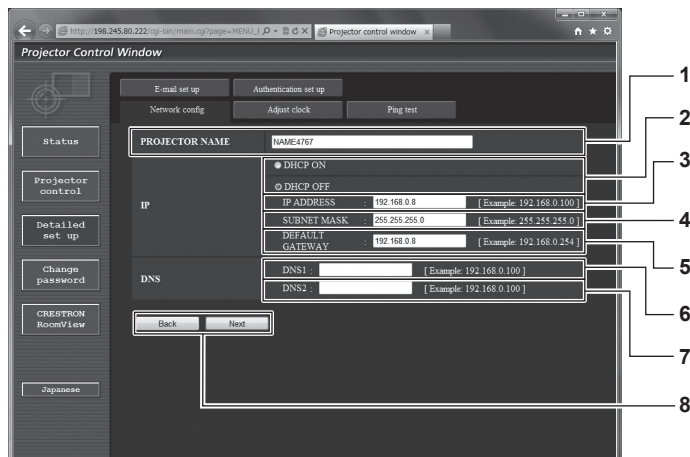 http://198.245.80.222/cgi-bin/main.cgi?page=MENU_I
Projector control window
Projector Control Window
E-mail set up
Authentication set up
Network config
Adjust clock
Ping test
Status
Projector
control
Detailed
set up
Change
password
CRESTRON
RoomView
Japanese
PROJECTOR NAME
NAME4767
IP
DHCP ON
DHCP OFF
IP ADDRESS : 192.168.0.8 [ Example: 192.168.0.100 ]
SUBNET MASK : 255.255.255.0 [ Example: 255.255.255.0 ]
DEFAULT
GATEWAY : 192.168.0.8 [ Example: 192.168.0.254 ]
DNS
DNS1 : [ Example: 192.168.0.100 ]
DNS2 : [ Example: 192.168.0.100 ]
Back
Next
1
2
3
4
5
6
7
8